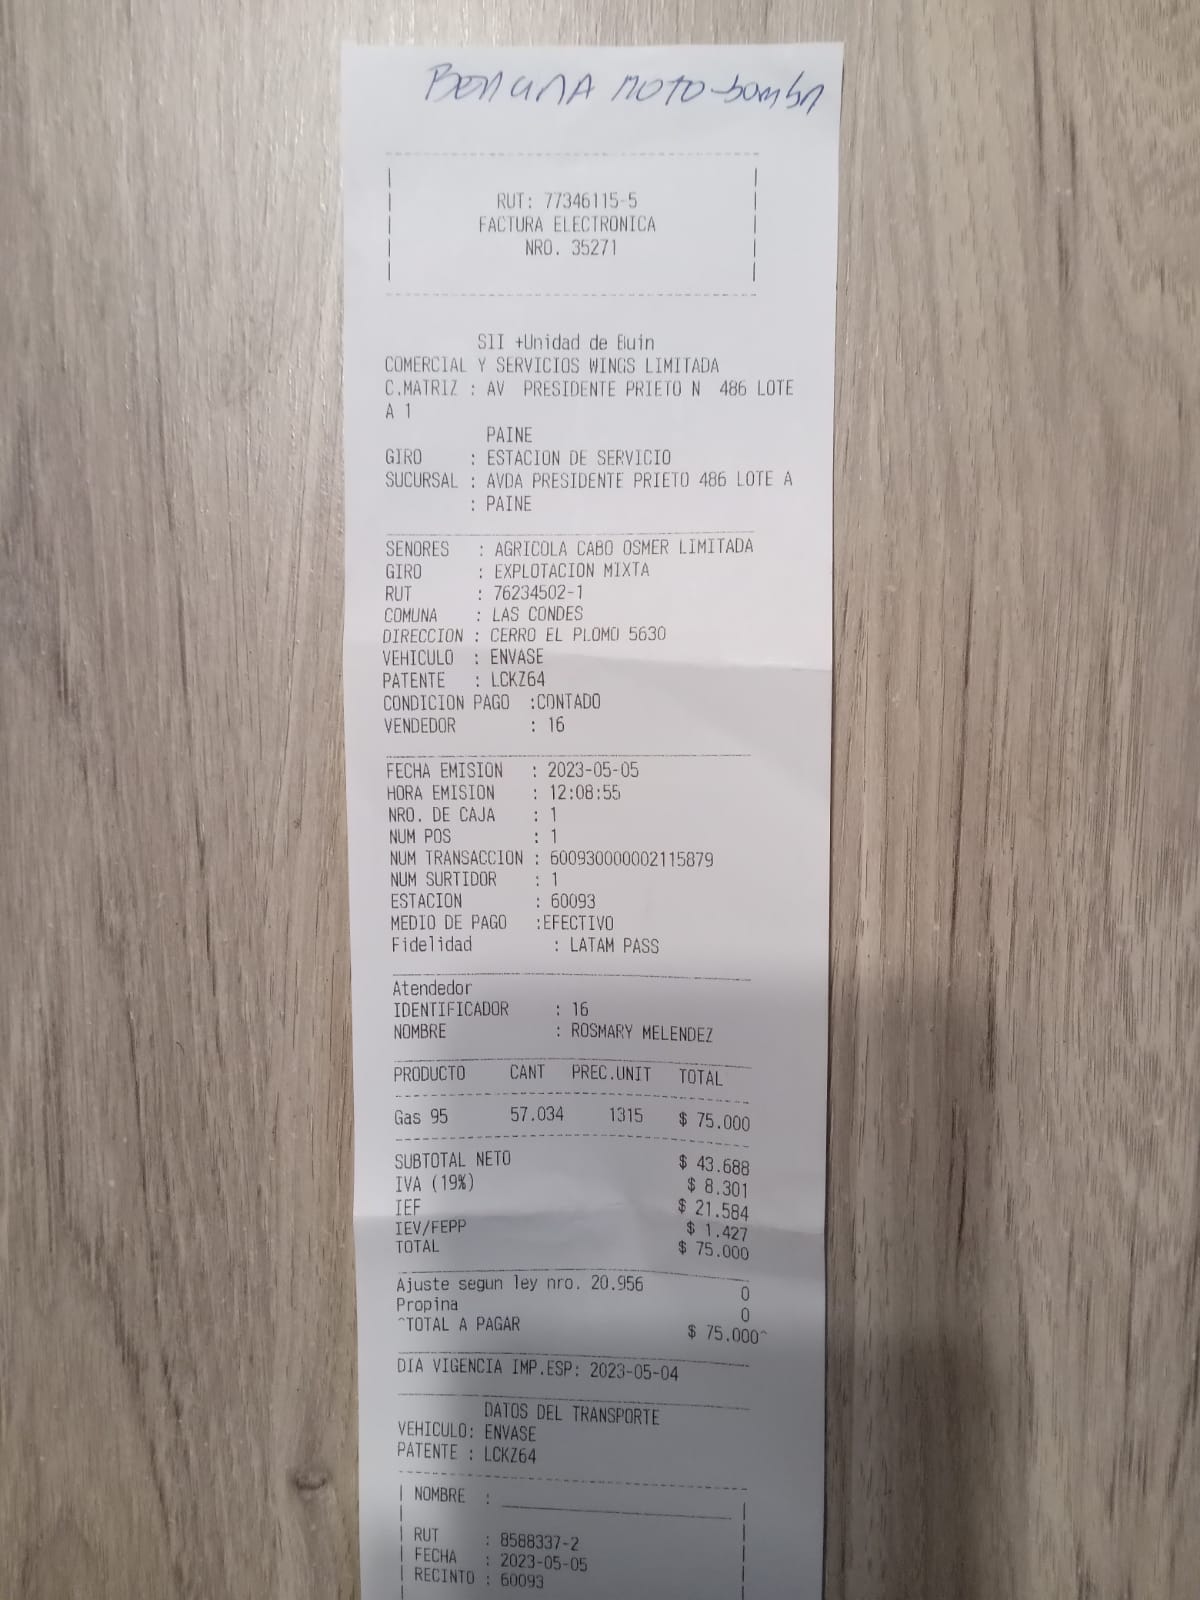 BENCINA MOTO-bombA
RUT: 77346115-5
FACTURA ELECTRONICA
NRO. 35271
SII +Unidad de Buin
COMERCIAL Y SERVICIOS WINGS LIMITADA
C.MATRIZ : AV PRESIDENTE PRIETO N 486 LOTE
A 1
PAINE
GIRO : ESTACION DE SERVICIO
SUCURSAL : AVDA PRESIDENTE PRIETO 486 LOTE A
: PAINE
SENORES : AGRICOLA CABO OSMER LIMITADA
GIRO : EXPLOTACION MIXTA
RUT : 76234502-1
COMUNA : LAS CONDES
DIRECCION : CERRO EL PLOMO 5630
VEHICULO : ENVASE
PATENTE : LCKZ64
CONDICION PAGO :CONTADO
VENDEDOR : 16
FECHA EMISION : 2023-05-05
HORA EMISION : 12:08:55
NRO. DE CAJA : 1
NUM POS : 1
NUM TRANSACCION : 600930000002115879
NUM SURTIDOR : 1
ESTACION : 60093
MEDIO DE PAGO :EFECTIVO
Fidelidad : LATAM PASS
Atendedor
IDENTIFICADOR : 16
NOMBRE : ROSMARY MELENDEZ
PRODUCTO CANT PREC.UNIT TOTAL
Gas 95 57.034 1315 $ 75.000
SUBTOTAL NETO $ 43.688
IVA (19%) $ 8.301
IEF $ 21.584
IEV/FEPP $ 1.427
TOTAL $ 75.000
Ajuste segun ley nro. 20.956 0
Propina 0
^TOTAL A PAGAR $ 75.000^
DIA VIGENCIA IMP.ESP: 2023-05-04
DATOS DEL TRANSPORTE
VEHICULO: ENVASE
PATENTE : LCKZ64
NOMBRE :
RUT : 8588337-2
FECHA : 2023-05-05
RECINTO : 60093